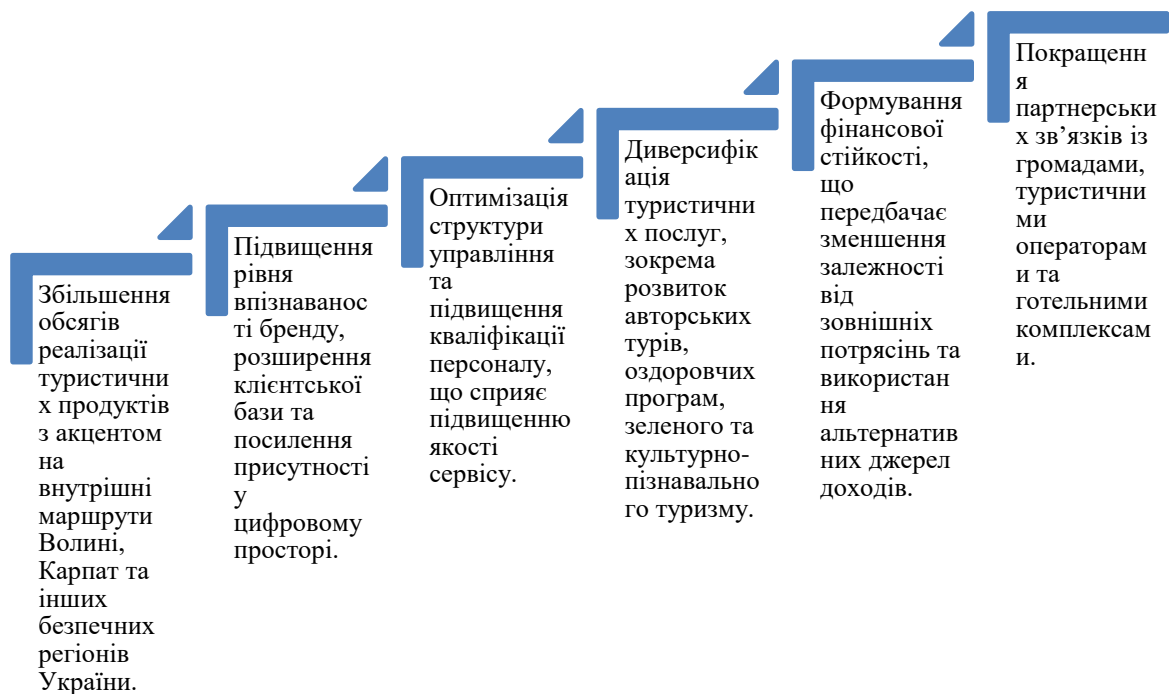 Збільшення
обсягів
реалізації
туристични
х продуктів
з акцентом
на
внутрішні
маршрути
Волині,
Карпат та
інших
безпечних
регіонів
України.
Підвищення
рівня
впізнаванос
ті бренду,
розширення
клієнтської
бази та
посилення
присутності
у
цифровому
просторі.
Оптимізація
структури
управління
та
підвищення
кваліфікації
персоналу,
що сприяє
підвищенню
якості
сервісу.
Диверсифік
ація
туристични
х послуг,
зокрема
розвиток
авторських
турів,
оздоровчих
програм,
зеленого та
культурно-
пізнавально
го туризму.
Формування
фінансової
стійкості,
що
передбачає
зменшення
залежності
від
зовнішніх
потрясінь та
використан
ня
альтернатив
них джерел
доходів.
Покращенн
я
партнерськи
х зв’язків із
громадами,
туристични
ми
операторам
и та
готельними
комплексам
и.